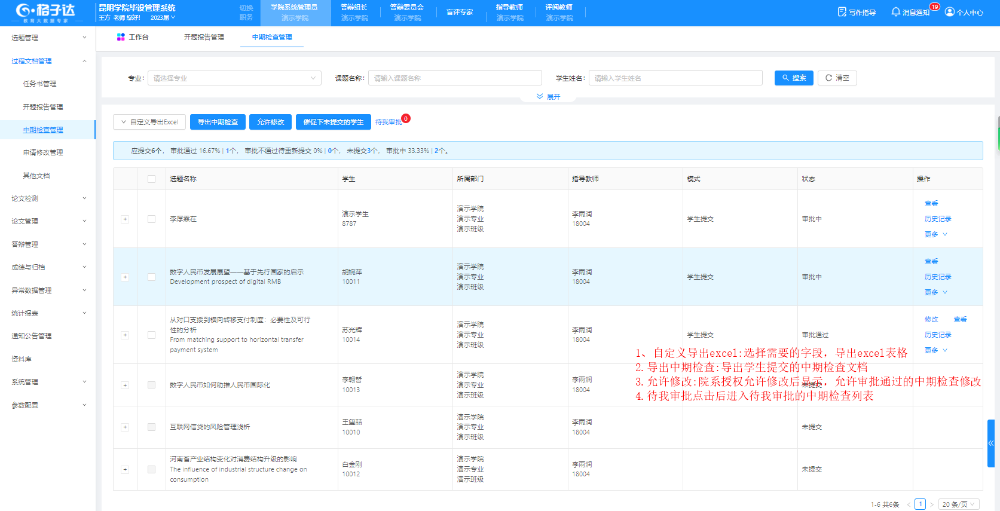 格子达
教育大数据专家
昆明学院毕设管理系统
王方 老师 您好! 2023届
切换
职务
学院系统管理员
演示学院
答辩组长
演示学院
答辩委员会
演示学院
盲评专家
指导教师
演示学院
评阅教师
演示学院
写作指导
消息通知
19
个人中心
选题管理
过程文档管理
任务书管理
开题报告管理
中期检查管理
申请修改管理
其他文档
论文检测
论文管理
答辩管理
成绩与归档
异常数据管理
统计报表
通知公告管理
资料库
系统管理
参数配置
工作台
开题报告管理
中期检查管理
专业: 请选择专业
课题名称: 请输入课题名称
学生姓名: 请输入学生姓名
搜索
清空
展开
自定义导出Excel
导出中期检查
允许修改
催促下未提交的学生
待我审批
0
应提交6个, 审批通过 16.67% | 1个, 审批不通过待重新提交 0% | 0个, 未提交3个, 审批中 33.33% | 2个。
选题名称 学生 所属部门 指导教师 模式 状态 操作
李厚霖在
演示学生
8787
演示学院
演示专业
演示班级
李雨润
18004
学生提交
审批中
查看
历史记录
更多
数字人民币发展展望——基于先行国家的启示
Development prospect of digital RMB
胡婉萍
10011
演示学院
演示专业
演示班级
李雨润
18004
学生提交
审批中
查看
历史记录
更多
从对口支援到横向转移支付制度: 必要性及可行
性的分析
From matching support to horizontal transfer
payment system
苏光辉
10014
演示学院
演示专业
演示班级
李雨润
18004
学生提交
审批通过
修改 查看
历史记录
更多
数字人民币如何助推人民币国际化
李翱哲
10013
演示学院
演示专业
演示班级
李雨润
18004
未提交
1、自定义导出excel:选择需要的字段, 导出excel表格
2.导出中期检查:导出学生提交的中期检查文档
3.允许修改:院系授权允许修改后显示, 允许审批通过的中期检查修改
4.待我审批点击后进入待我审批的中期检查列表
互联网信贷的风险管理浅析
王玺喆
10010
演示学院
演示专业
演示班级
李雨润
18004
未提交
河南省产业结构变化对消费结构升级的影响
The influence of industrial structure change on
consumption
白金刚
10012
演示学院
演示专业
演示班级
李雨润
18004
未提交
1-6 共6条
1
20 条/页